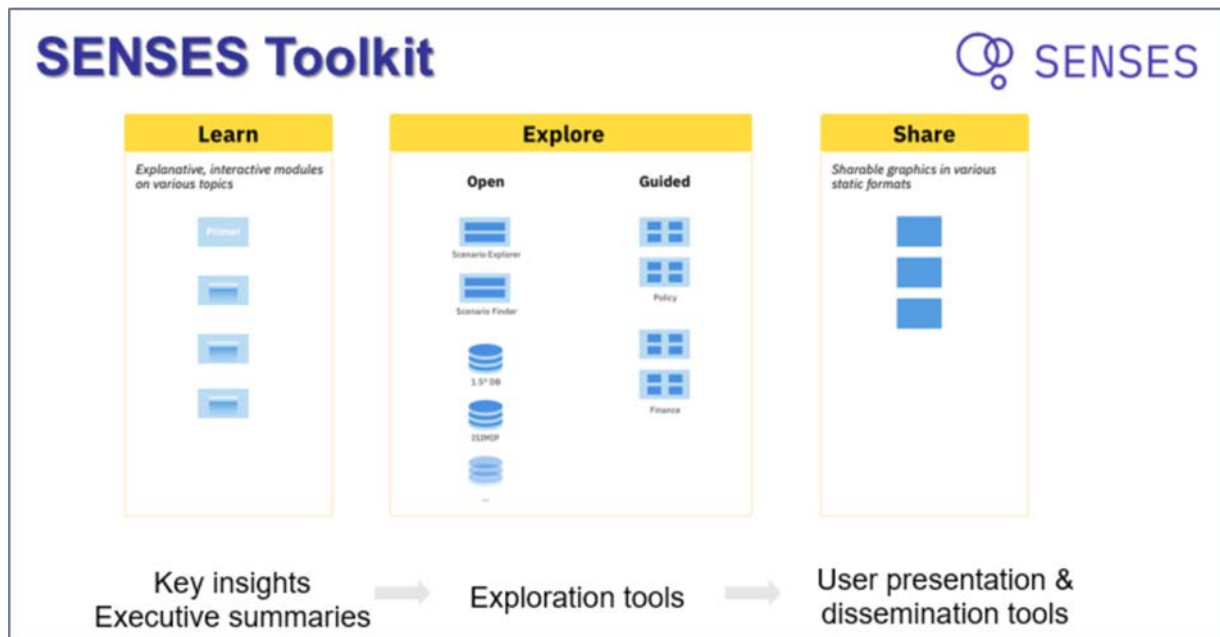 SENSES Toolkit
SENSES
Learn
Explanative, interactive modules
on various topics
Primer
Explore
Open
Guided
Scenario Explorer
Scenario Finder
1.5° DB
ISIMIP
...
Policy
Finance
Share
Sharable graphics in various
static formats
Key insights
Executive summaries
Exploration tools
User presentation &
dissemination tools